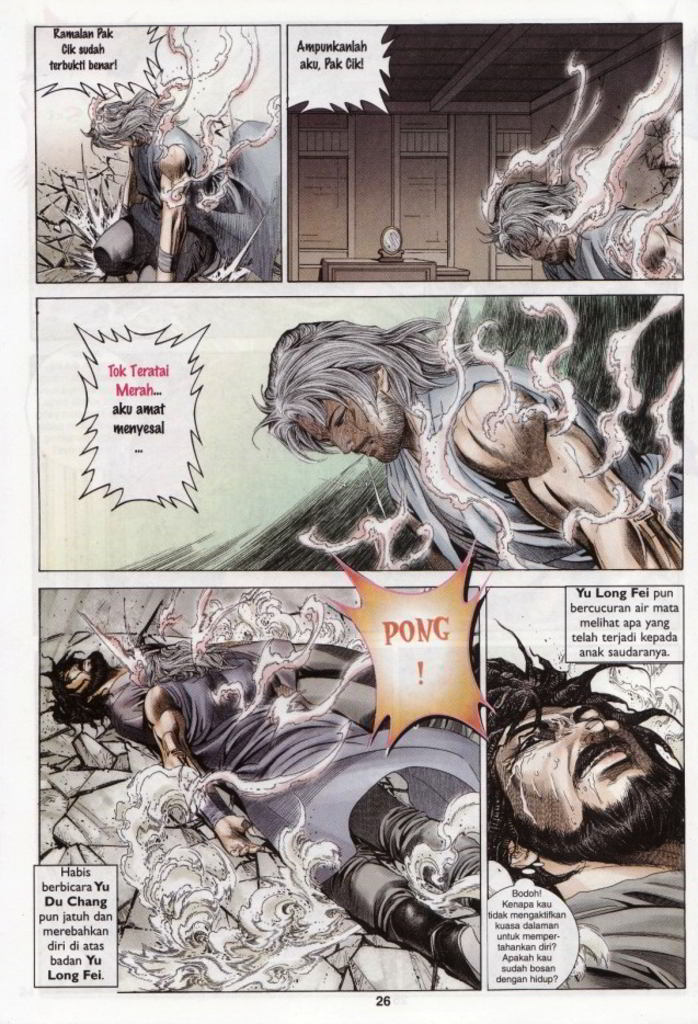 Ramalan Pak
Cik sudah
terbukti benar!
Ampunkanlah
aku, Pak Cik!
Tok Teratai
Merah...
aku amat
menyesal
...
PONG
!
Yu Long Fei pun
bercucuran air mata
melihat apa yang
telah terjadi kepada
anak saudaranya.
Habis
berbicara Yu
Du Chang
pun jatuh dan
merebahkan
diri di atas
badan Yu
Long Fei.
Bodoh!
Kenapa kau
tidak mengaktifkan
kuasa dalaman
untuk memper-
tahankan diri?
Apakah kau
sudah bosan
dengan hidup?
26